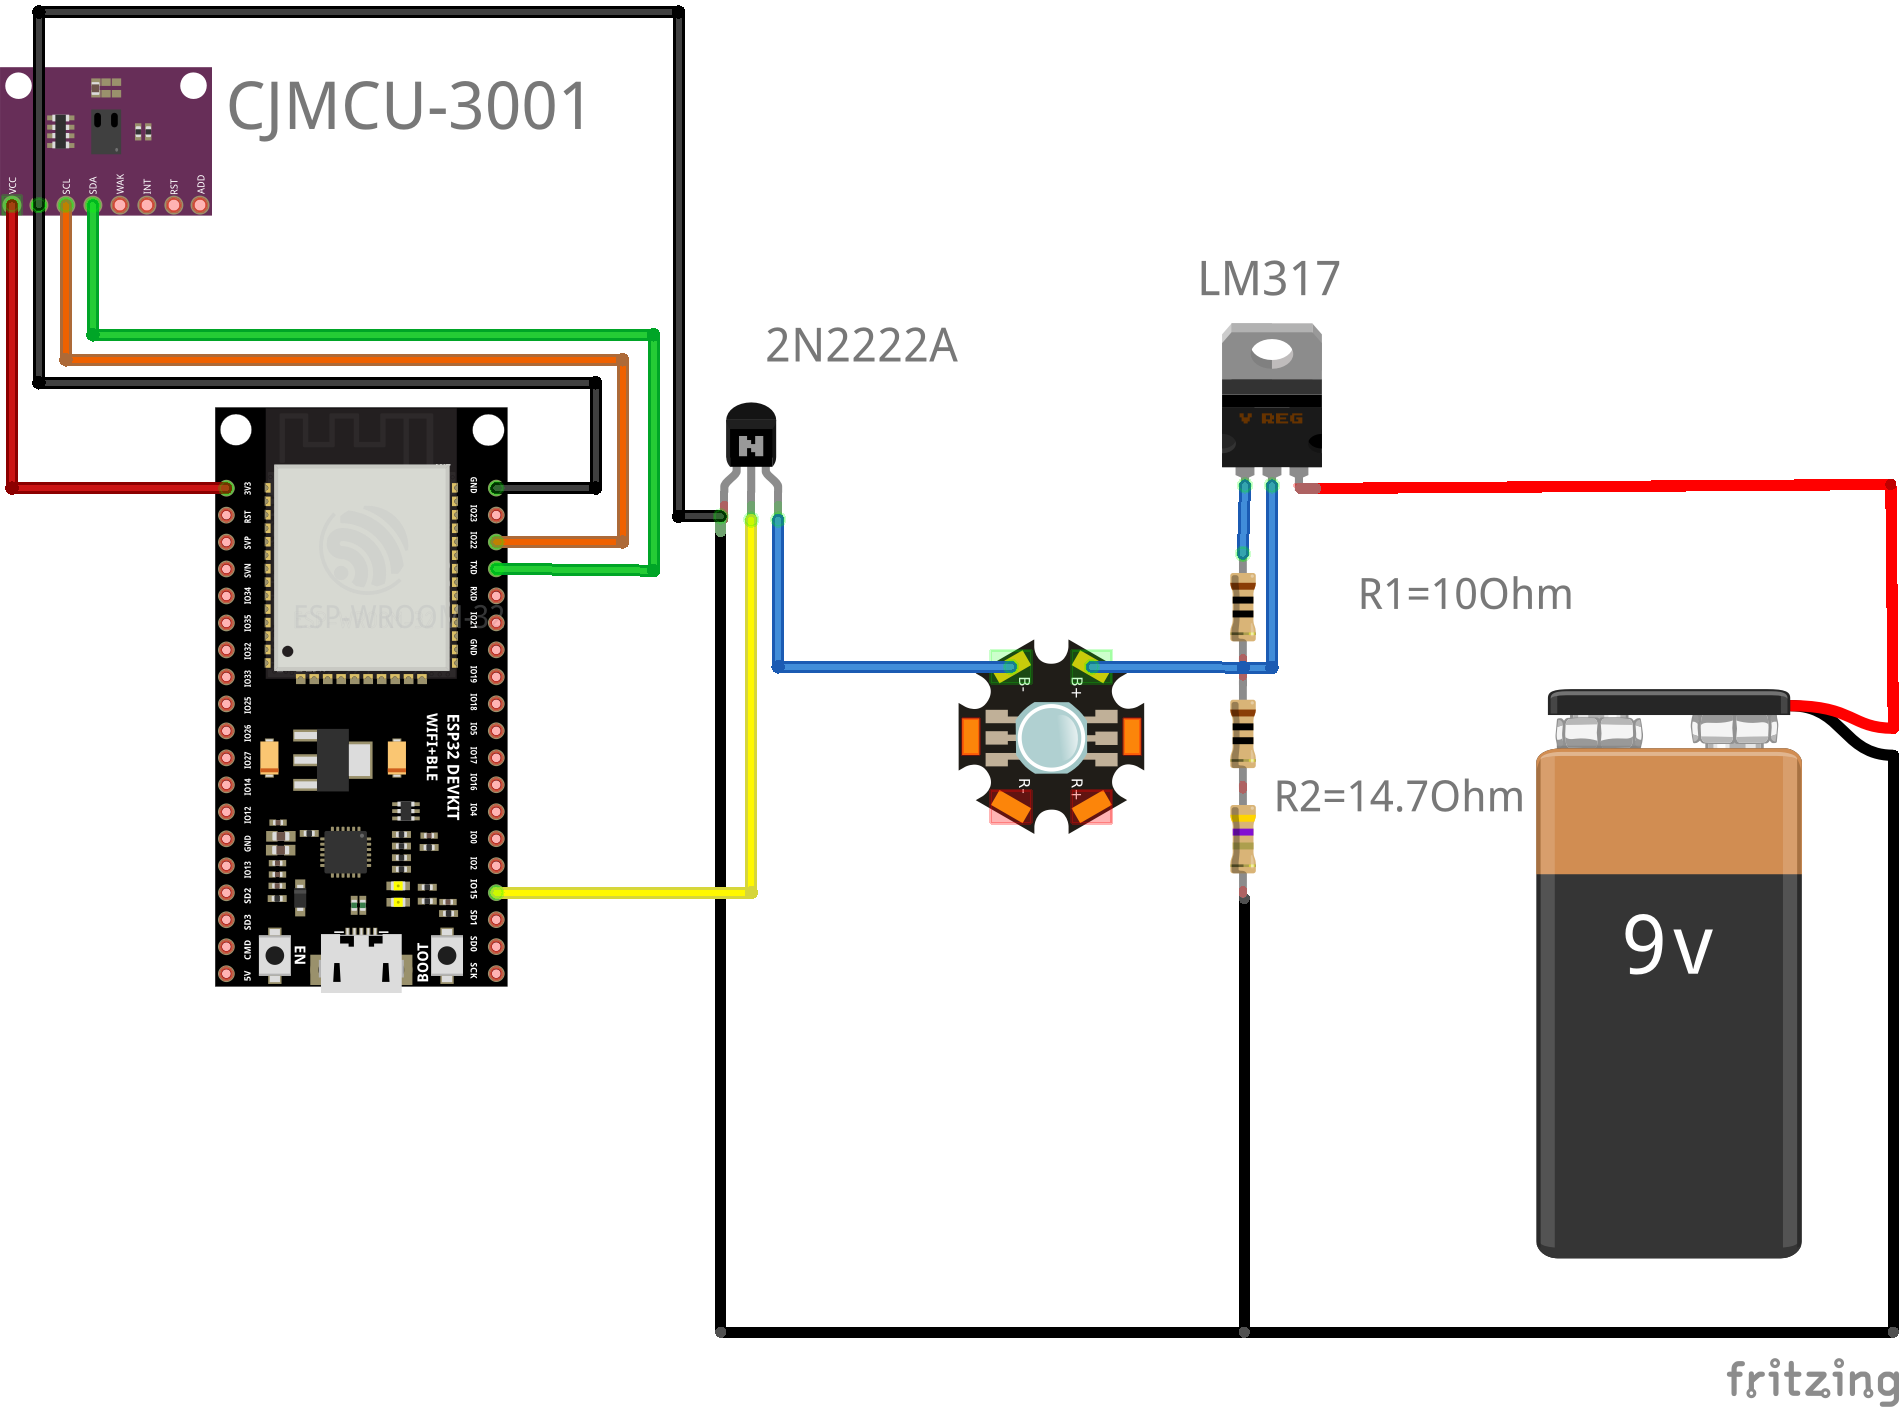 CJMCU-3001
VCC
SCL
SDA
WAK
INT
RST
ADD
LM317
2N2222A
V REG
N
3V3
RST
SVP
SVN
IO34
IO35
IO32
IO33
IO25
IO26
IO27
IO14
IO12
GND
IO13
SD2
SD3
CMD
5V
GND
IO23
IO22
TXD
RXD
IO21
GND
IO19
IO18
IO5
IO17
IO16
IO4
IO0
IO2
IO15
SD1
SD0
SCK
ESP-WROOM-32
ESP32 DEVKIT
WIFI+BLE
EN
BOOT
B-
B+
R-
R+
R1=10Ohm
R2=14.7Ohm
9v
fritzing